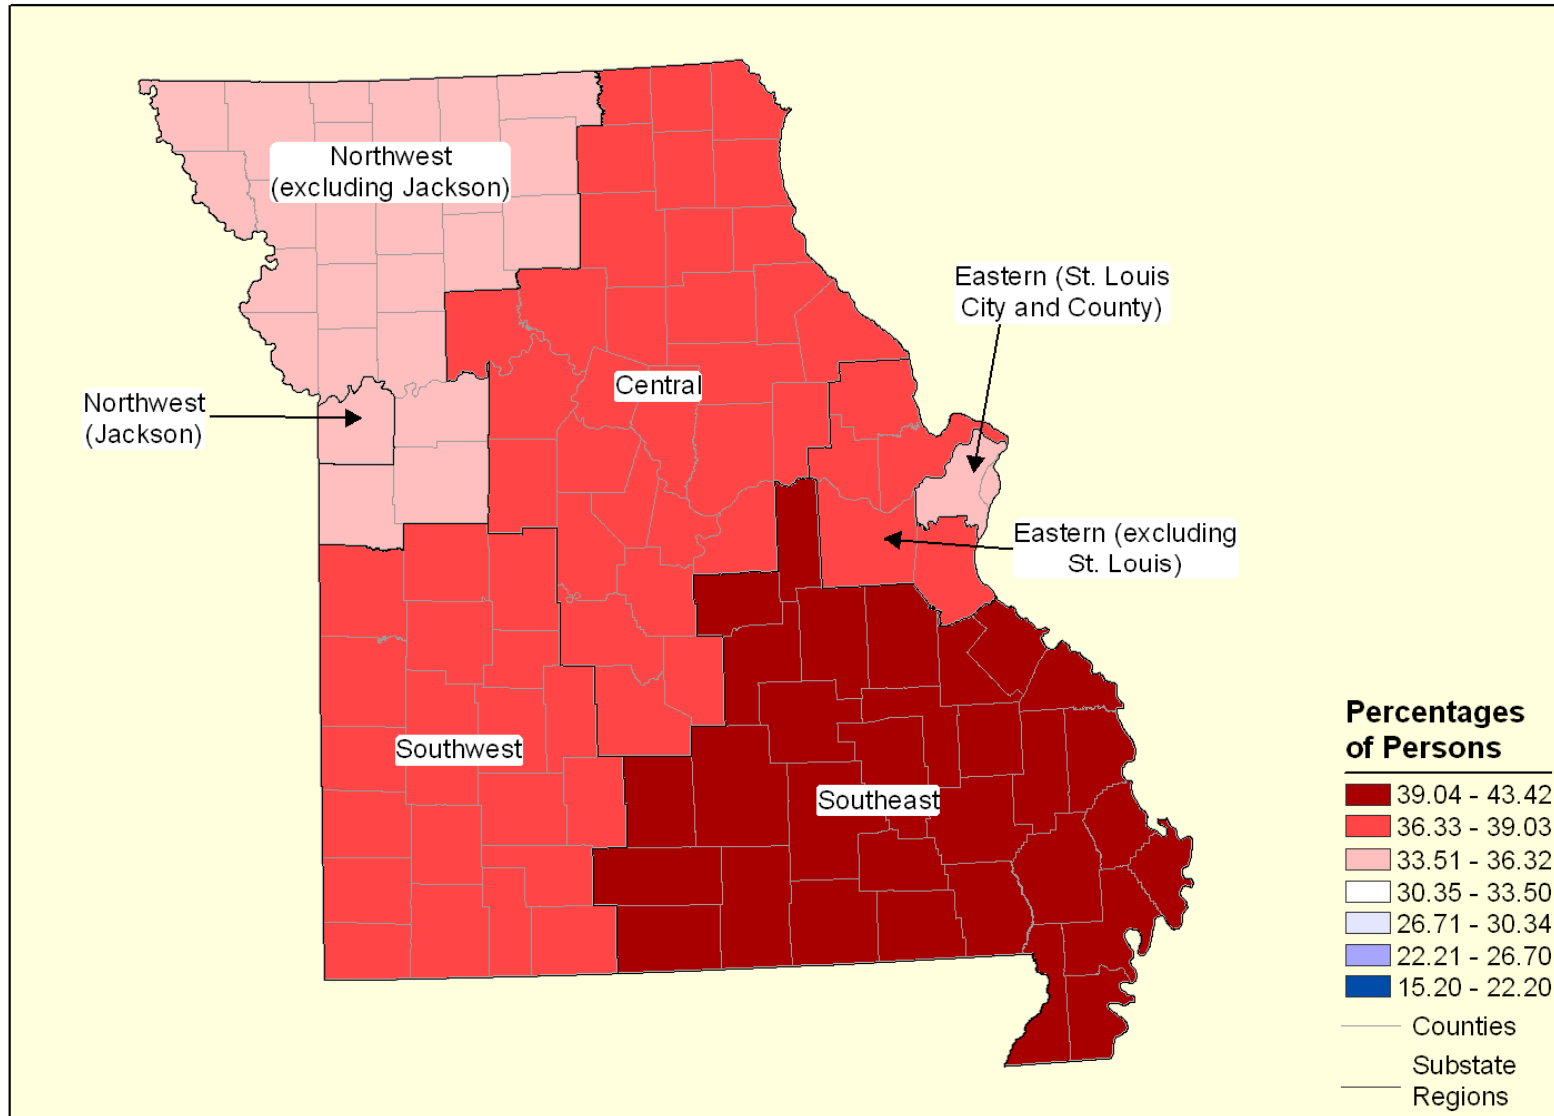 Northwest
(excluding Jackson)
Eastern (St. Louis
City and County)
Central
Northwest
(Jackson)
Eastern (excluding
St. Louis)
Southwest
Southeast
Percentages
of Persons
39.04 - 43.42
36.33 - 39.03
33.51 - 36.32
30.35 - 33.50
26.71 - 30.34
22.21 - 26.70
15.20 - 22.20
Counties
Substate
Regions